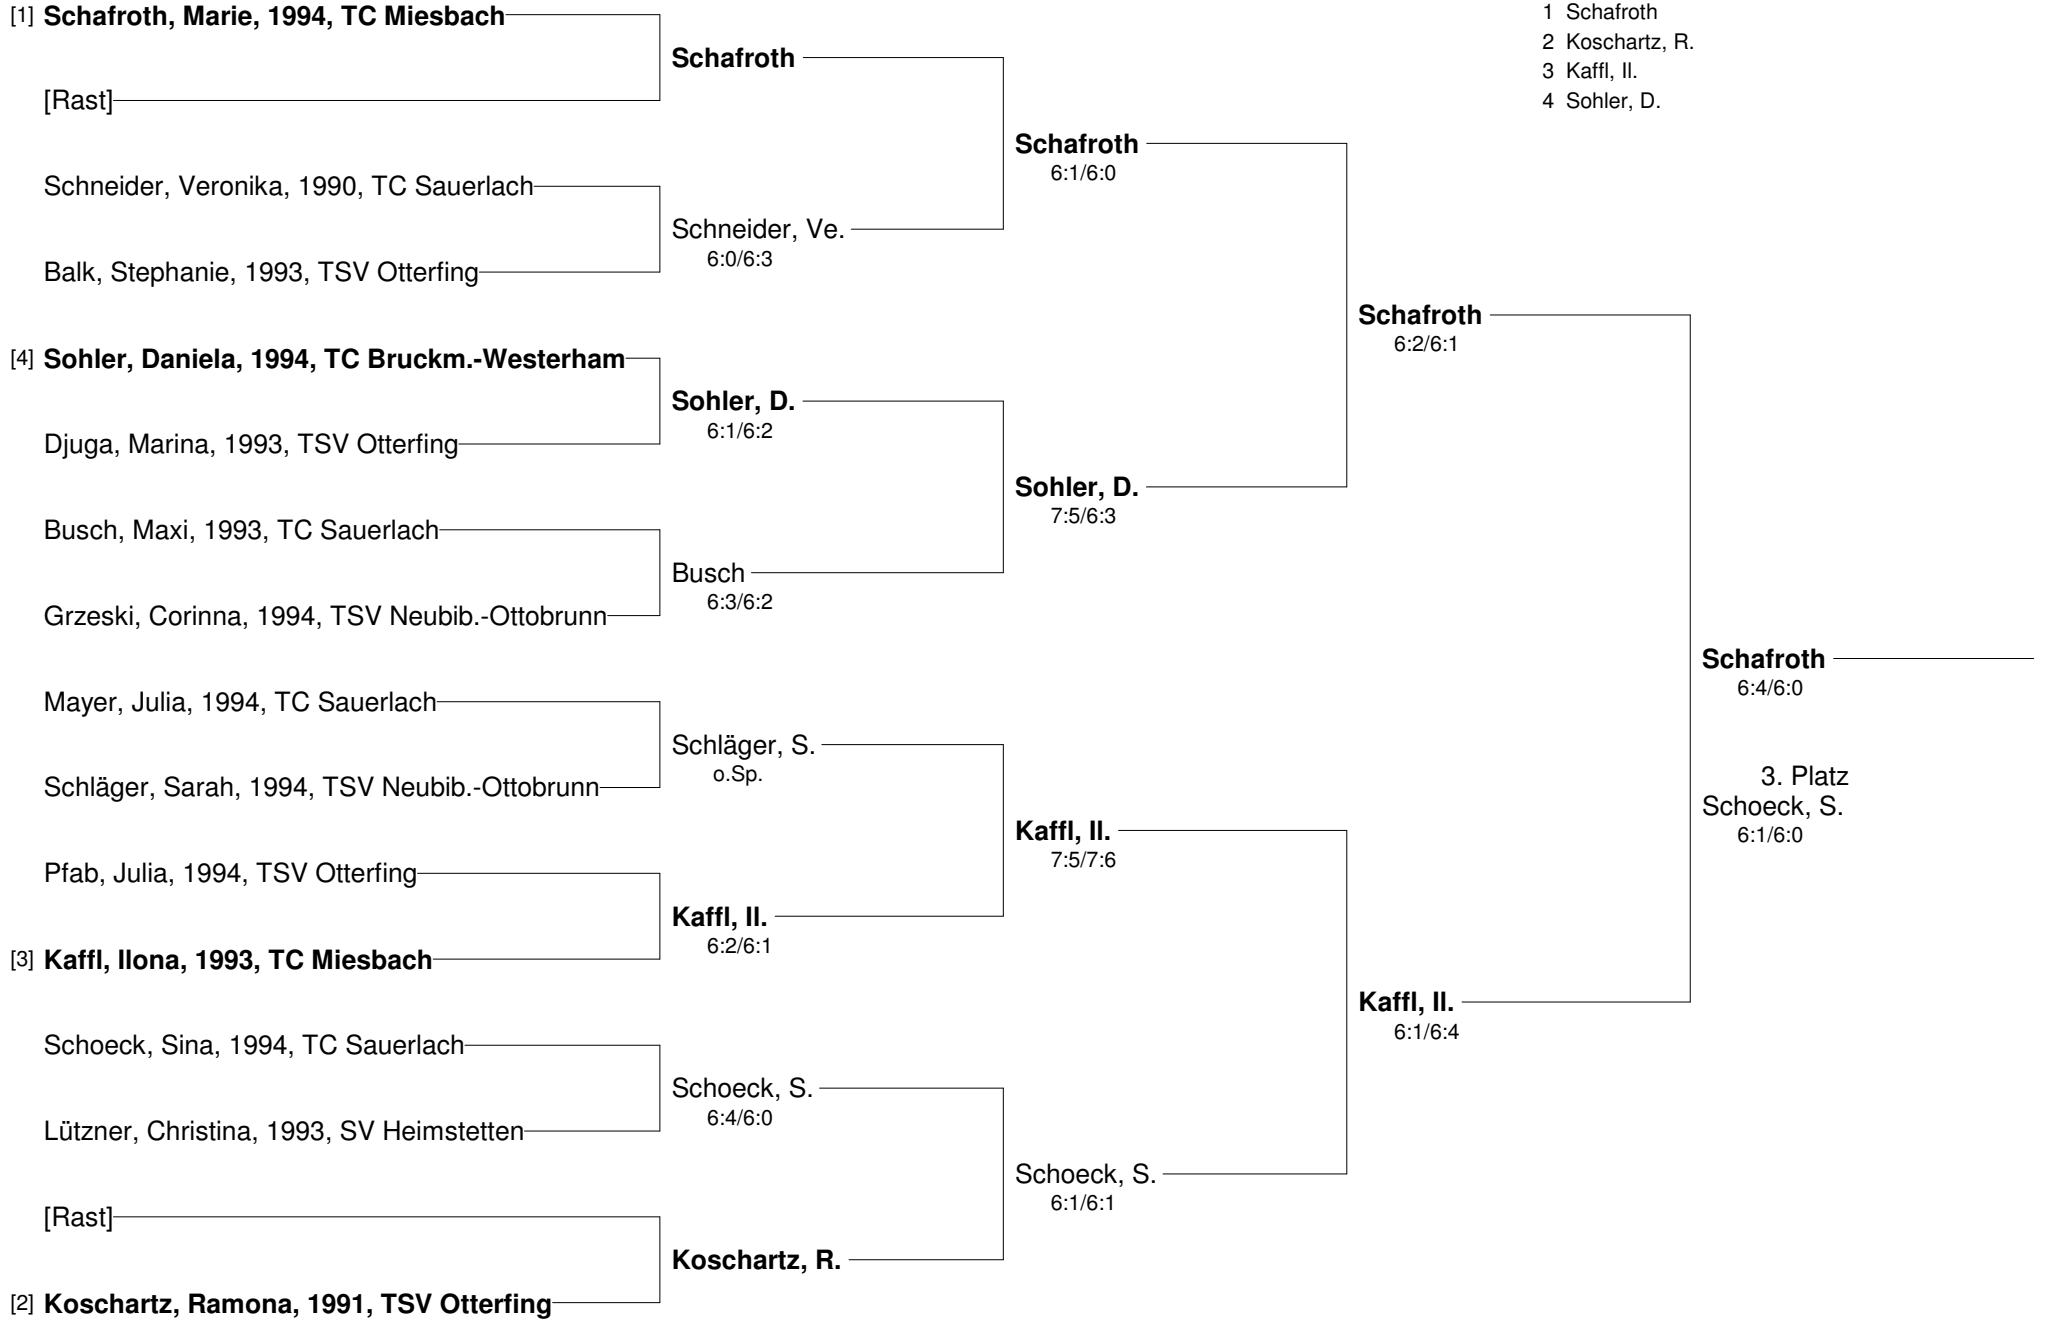 [1] Schafroth, Marie, 1994, TC Miesbach
[Rast]
Schneider, Veronika, 1990, TC Sauerlach
Balk, Stephanie, 1993, TSV Otterfing
[4] Sohler, Daniela, 1994, TC Bruckm.-Westerham
Djuga, Marina, 1993, TSV Otterfing
Busch, Maxi, 1993, TC Sauerlach
Grzeski, Corinna, 1994, TSV Neubib.-Ottobrunn
Mayer, Julia, 1994, TC Sauerlach
Schläger, Sarah, 1994, TSV Neubib.-Ottobrunn
Pfab, Julia, 1994, TSV Otterfing
[3] Kaffl, Ilona, 1993, TC Miesbach
Schoeck, Sina, 1994, TC Sauerlach
Lützner, Christina, 1993, SV Heimstetten
[Rast]
[2] Koschartz, Ramona, 1991, TSV Otterfing
Schafroth
Schneider, Ve.
6:0/6:3
Sohler, D.
6:1/6:2
Busch
6:3/6:2
Schläger, S.
o.Sp.
Kaffl, Il.
6:2/6:1
Schoeck, S.
6:4/6:0
Koschartz, R.
Schafroth
6:1/6:0
Sohler, D.
7:5/6:3
Kaffl, Il.
7:5/7:6
Schoeck, S.
6:1/6:1
Schafroth
6:2/6:1
Kaffl, Il.
6:1/6:4
Schafroth
6:4/6:0
3. Platz
Schoeck, S.
6:1/6:0
1 Schafroth
2 Koschartz, R.
3 Kaffl, Il.
4 Sohler, D.